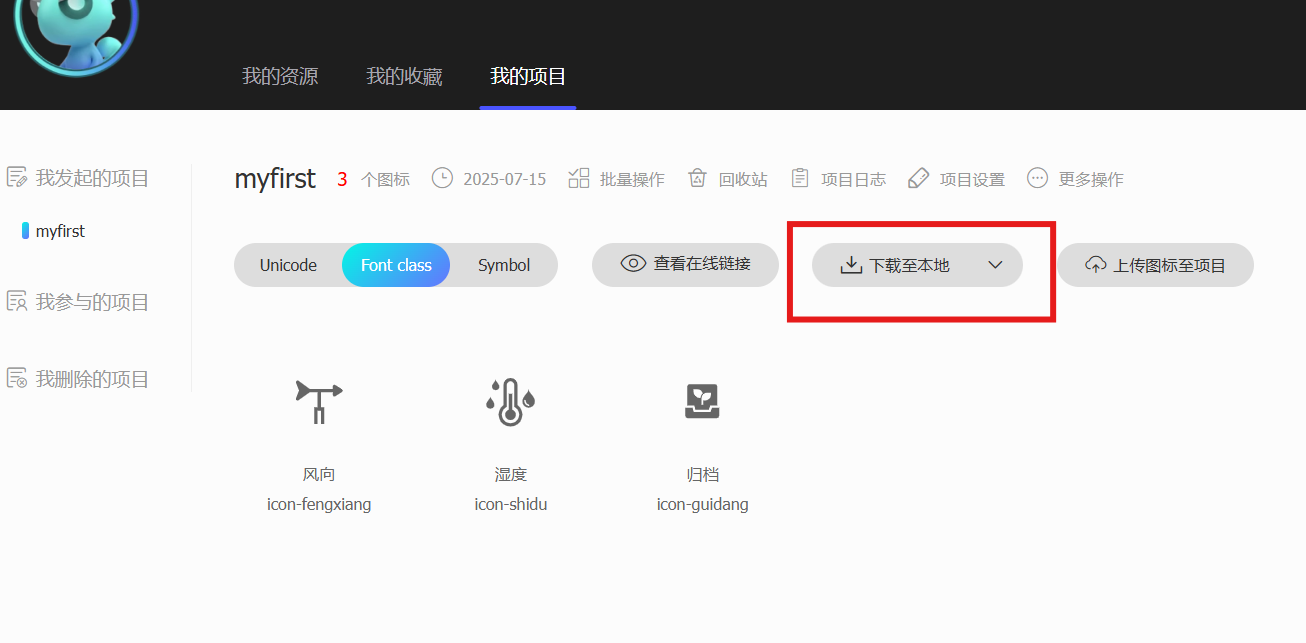 我的资源 我的收藏 我的项目
我发起的项目
myfirst
我参与的项目
我删除的项目
myfirst 3 个图标 2025-07-15 批量操作 回收站 项目日志 项目设置 更多操作
Unicode Font class Symbol 查看在线链接 下载至本地 上传图标至项目
风向 湿度 归档
icon-fengxiang icon-shidu icon-guidang